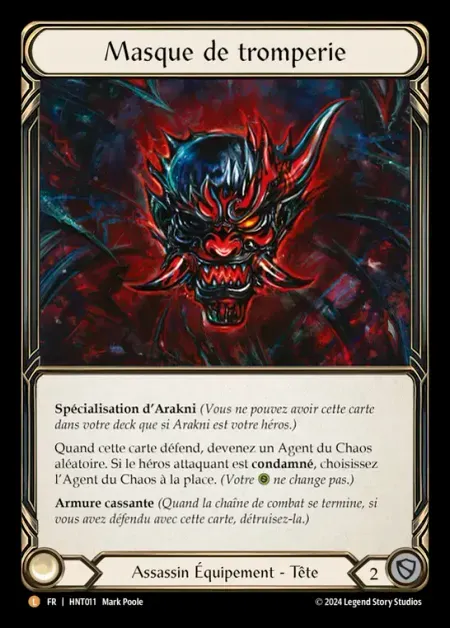 Masque de tromperie
Spécialisation d'Arakni (Vous ne pouvez avoir cette carte
dans votre deck que si Arakni est votre héros.)
Quand cette carte défend, devenez un Agent du Chaos
aléatoire. Si le héros attaquant est condamné, choisissez
l'Agent du Chaos à la place. (Votre ne change pas.)
Armure cassante (Quand la chaîne de combat se termine, si
vous avez défendu avec cette carte, détruisez-la.)
Assassin Équipement - Tête
2
L FR | HNT011 Mark Poole
© 2024 Legend Story Studios